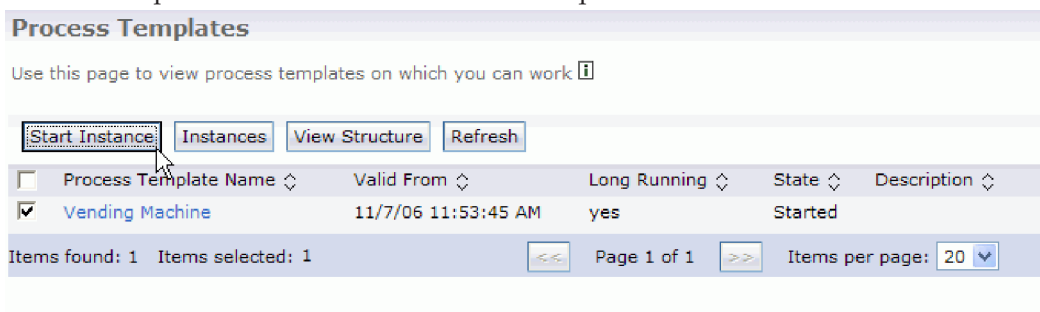 Process Templates
Use this page to view process templates on which you can work i
Start Instance Instances View Structure Refresh
Process Template Name Valid From Long Running State Description
Vending Machine 11/7/06 11:53:45 AM yes Started
Items found: 1 Items selected: 1 << Page 1 of 1 >> Items per page: 20